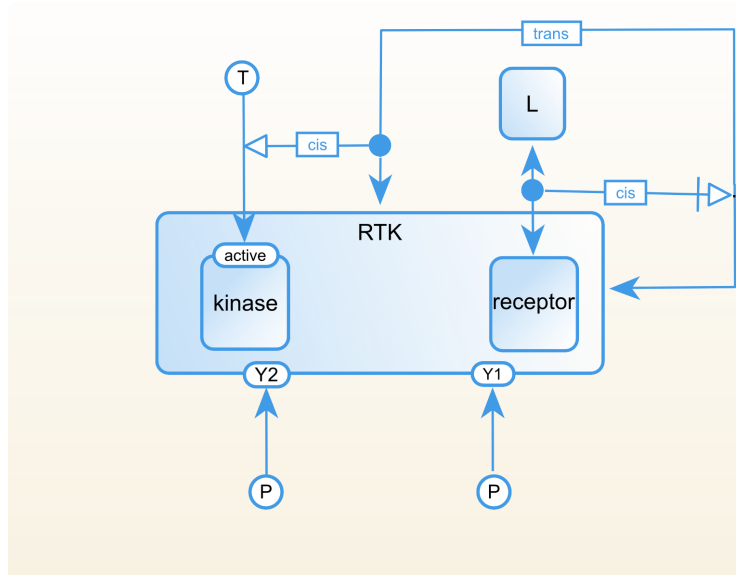 trans
T
L
cis
cis
RTK
active
kinase
receptor
Y2
Y1
P
P